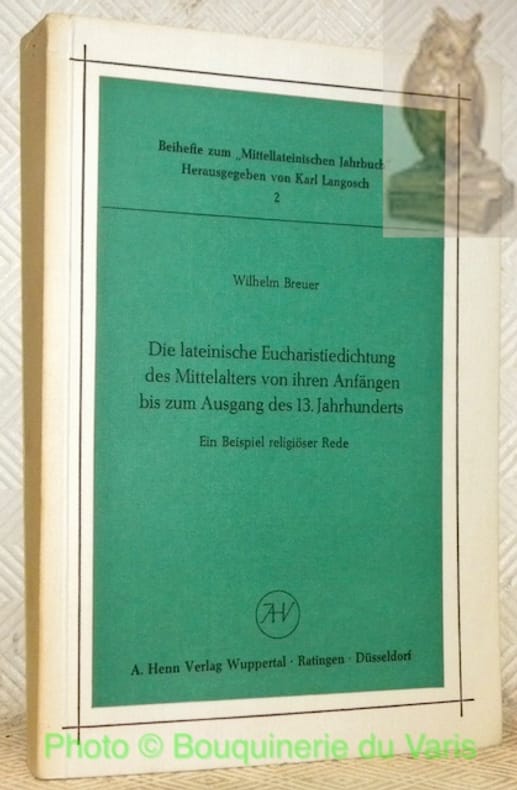 Beihefte zum „Mittellateinischen Jahrbuch“
Herausgegeben von Karl Langosch
2
Wilhelm Breuer
Die lateinische Eucharistiedichtung
des Mittelalters von ihren Anfängen
bis zum Ausgang des 13. Jahrhunderts
Ein Beispiel religiöser Rede
AHV
A. Henn Verlag Wuppertal · Ratingen · Düsseldorf
Photo © Bouquinerie du Varis